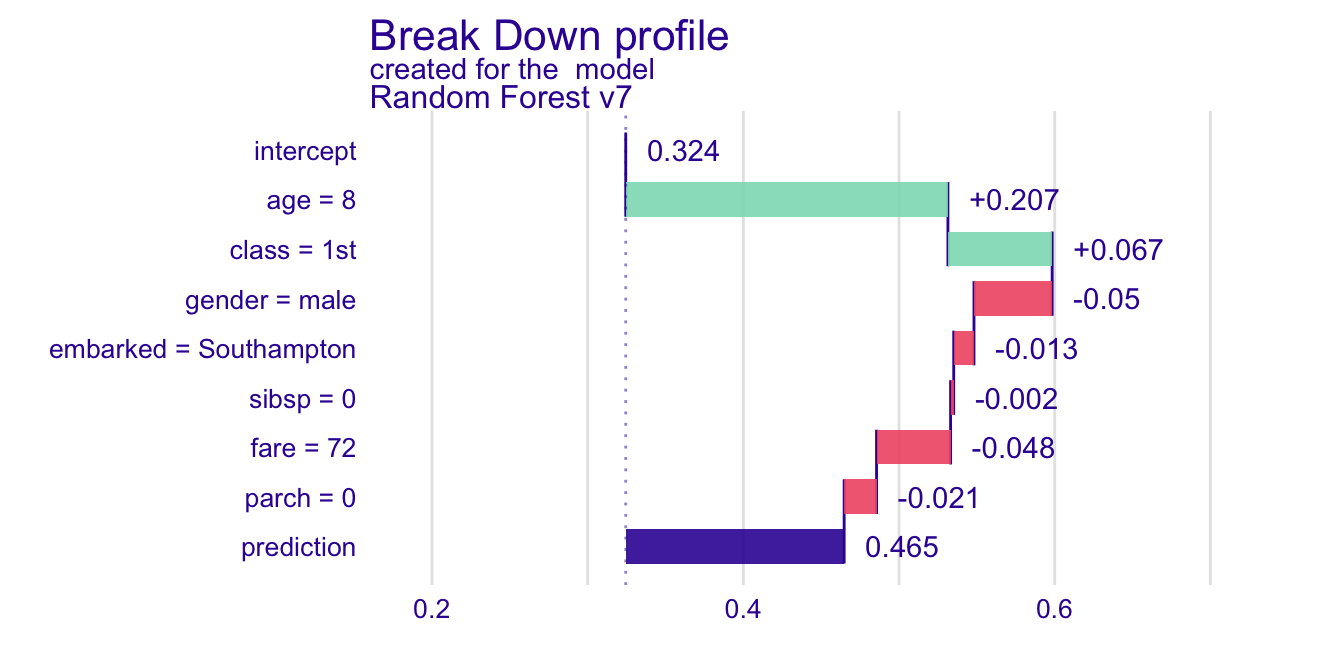 Break Down profile
created for the  model
Random Forest v7
intercept 0.324
age = 8 +0.207
class = 1st +0.067
gender = male -0.05
embarked = Southampton -0.013
sibsp = 0 -0.002
fare = 72 -0.048
parch = 0 -0.021
prediction 0.465
0.2 0.4 0.6